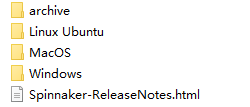 archive
Linux Ubuntu
MacOS
Windows
Spinnaker-ReleaseNotes.html